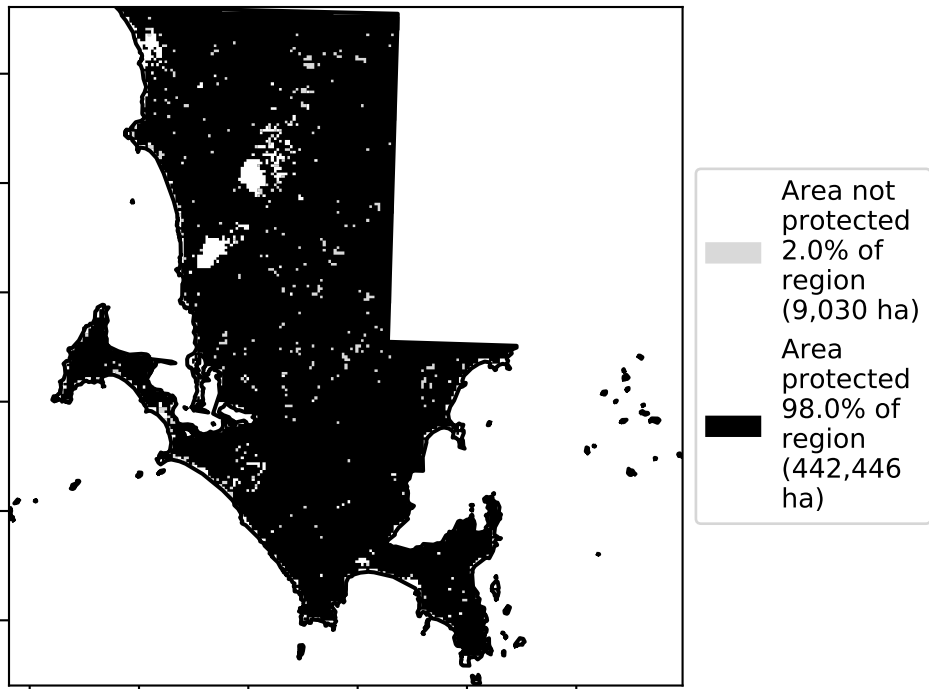 Area not
protected
2.0% of
region
(9,030 ha)
Area
protected
98.0% of
region
(442,446
ha)